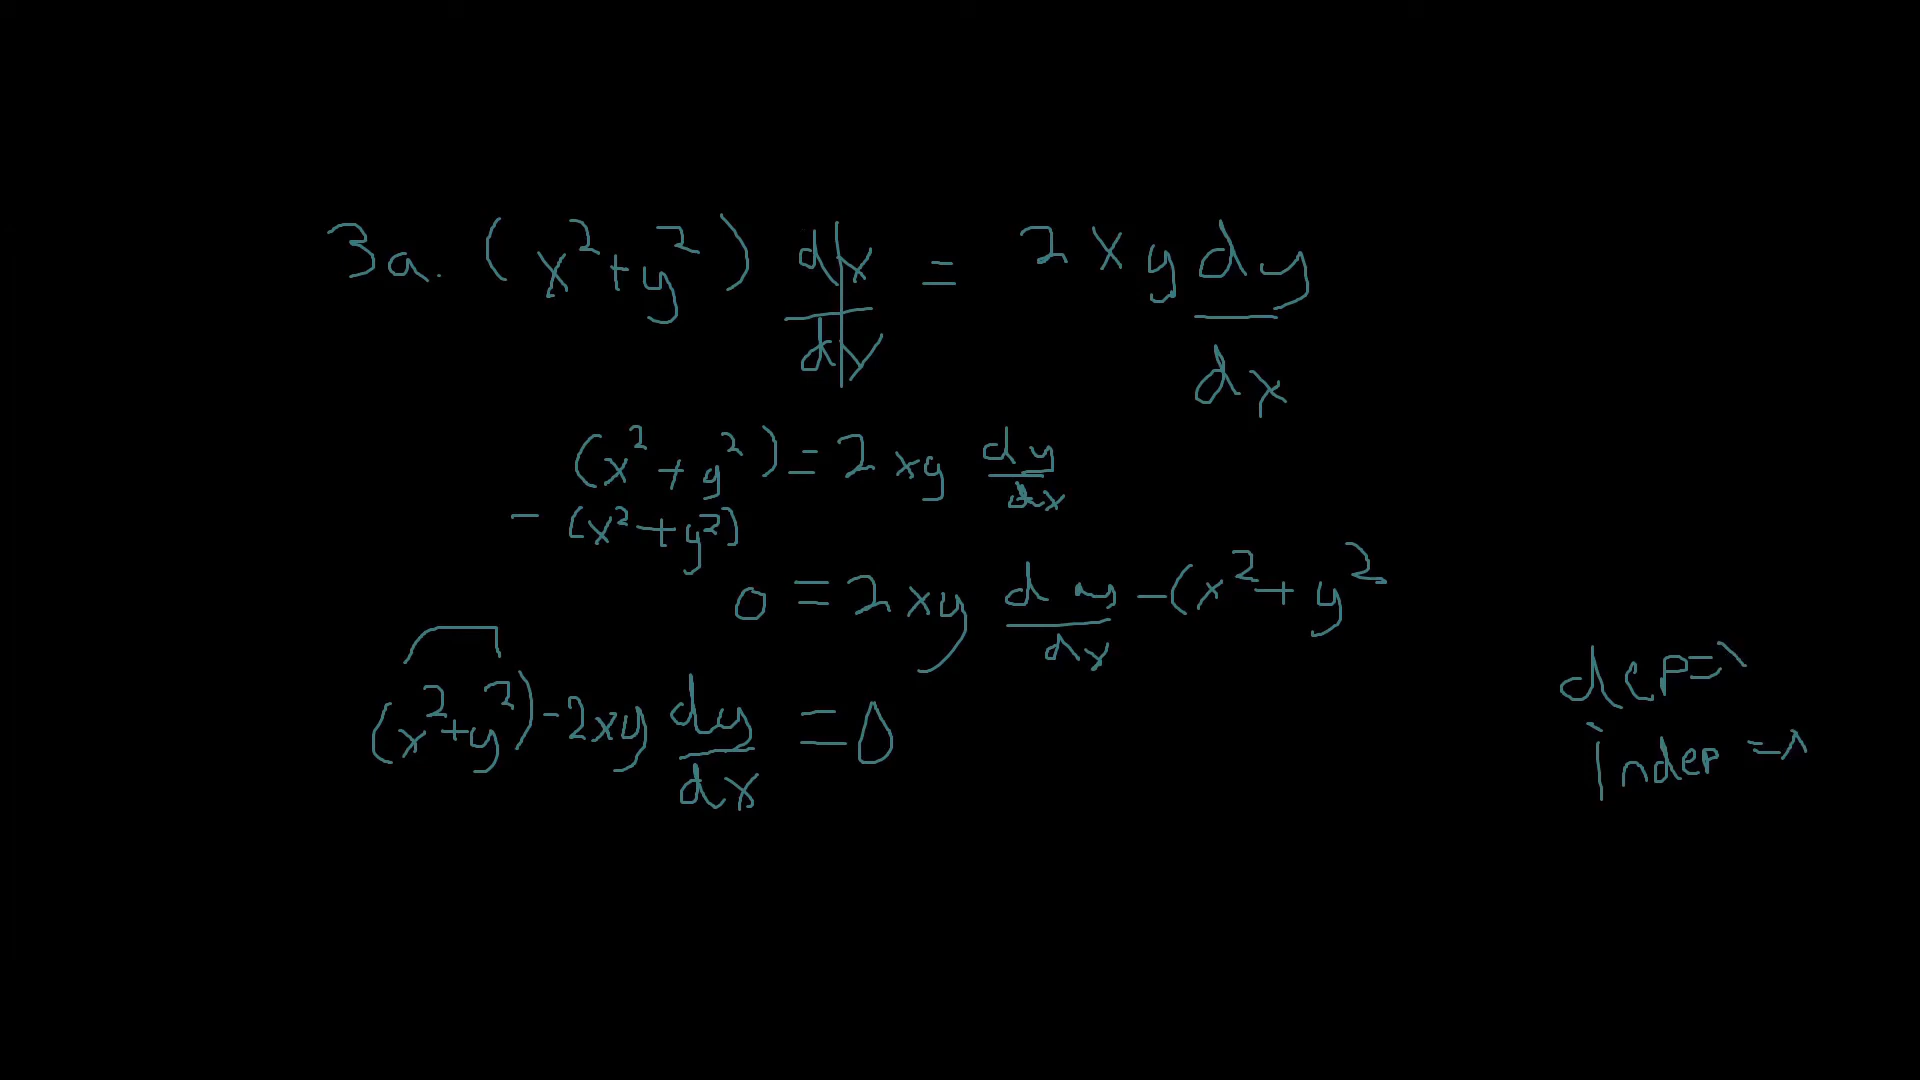 3a. (x²+y²) dx/dx = 2xy dy/dx
(x²+y²) = 2xy dy/dx
- (x²+y²)
0 = 2xy dy/dx - (x²+y²
(x²+y²) - 2xy dy/dx = 0
dep=
indep =